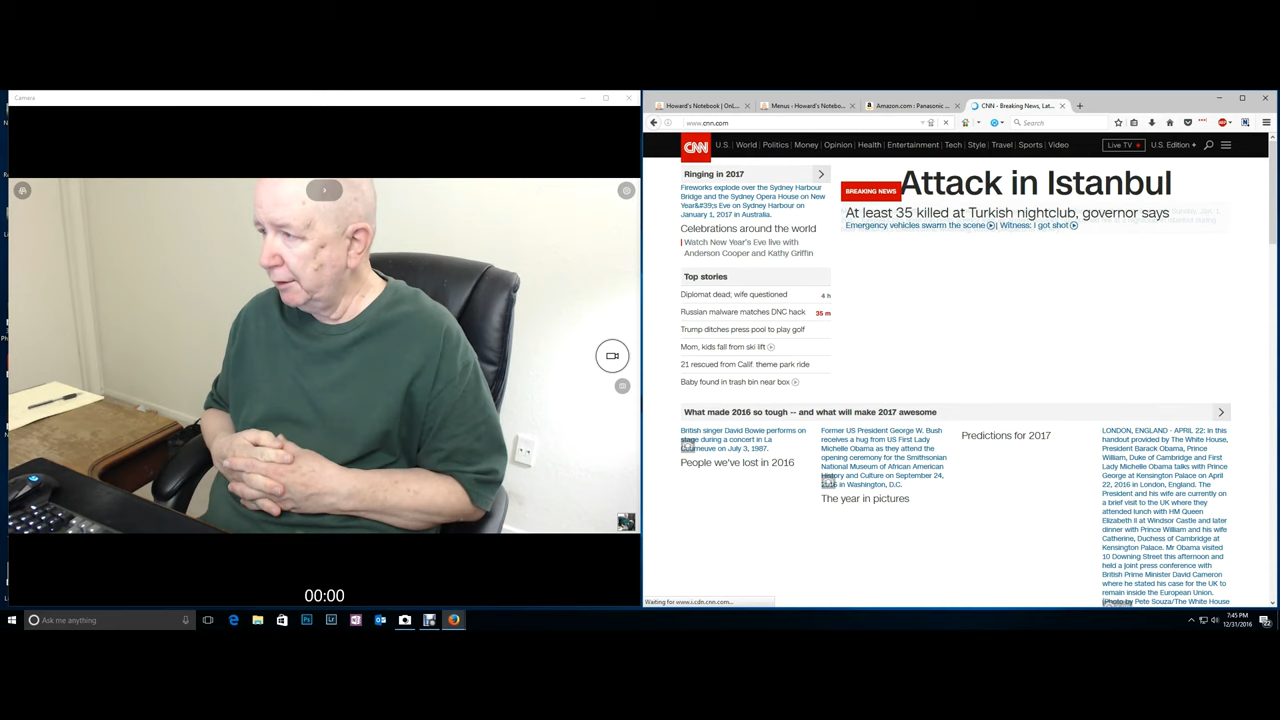 Camera
Howard's Notebook | OnL...
Menus - Howard's Notebo...
Amazon.com : Panasonic ...
CNN - Breaking News, Lat...
www.cnn.com
Search
CNN
U.S. World Politics Money Opinion Health Entertainment Tech Style Travel Sports Video
Live TV
U.S. Edition +
Ringing in 2017
Fireworks explode over the Sydney Harbour
Bridge and the Sydney Opera House on New
Year&#39;s Eve on Sydney Harbour on
January 1, 2017 in Australia.
Celebrations around the world
Watch New Year's Eve live with
Anderson Cooper and Kathy Griffin
BREAKING NEWS
Attack in Istanbul
At least 35 killed at Turkish nightclub, governor says
Emergency vehicles swarm the scene | Witness: I got shot
Top stories
Diplomat dead; wife questioned 4 h
Russian malware matches DNC hack 35 m
Trump ditches press pool to play golf
Mom, kids fall from ski lift
21 rescued from Calif. theme park ride
Baby found in trash bin near box
What made 2016 so tough -- and what will make 2017 awesome
British singer David Bowie performs on
stage during a concert in La
Courneuve on July 3, 1987.
People we've lost in 2016
Former US President George W. Bush
receives a hug from US First Lady
Michelle Obama as they attend the
opening ceremony for the Smithsonian
National Museum of African American
History and Culture on September 24,
2016 in Washington, D.C.
The year in pictures
Predictions for 2017
LONDON, ENGLAND - APRIL 22: In this
handout provided by The White House,
President Barack Obama, Prince
William, Duke of Cambridge and First
Lady Michelle Obama talks with Prince
George at Kensington Palace on April
22, 2016 in London, England. The
President and his wife are currently on
a brief visit to the UK where they
attended lunch with HM Queen
Elizabeth II at Windsor Castle and later
dinner with Prince William and his wife
Catherine, Duchess of Cambridge at
Kensington Palace. Mr Obama visited
10 Downing Street this afternoon and
held a joint press conference with
British Prime Minister David Cameron
where he stated his case for the UK to
remain inside the European Union.
(Photo by Pete Souza/The White House
00:00
Waiting for www.i.cdn.cnn.com...
Ask me anything
7:45 PM
12/31/2016